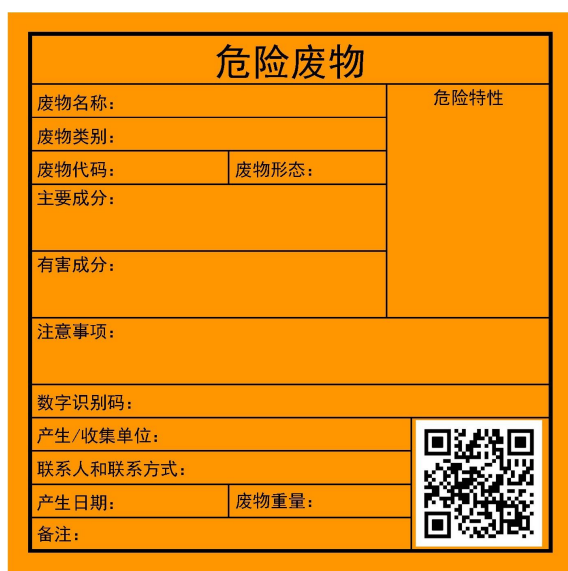 危险废物
废物名称：
危险特性
废物类别：
废物代码：
废物形态：
主要成分：
有害成分：
注意事项：
数字识别码：
产生/收集单位：
联系人和联系方式：
产生日期：
废物重量：
备注：